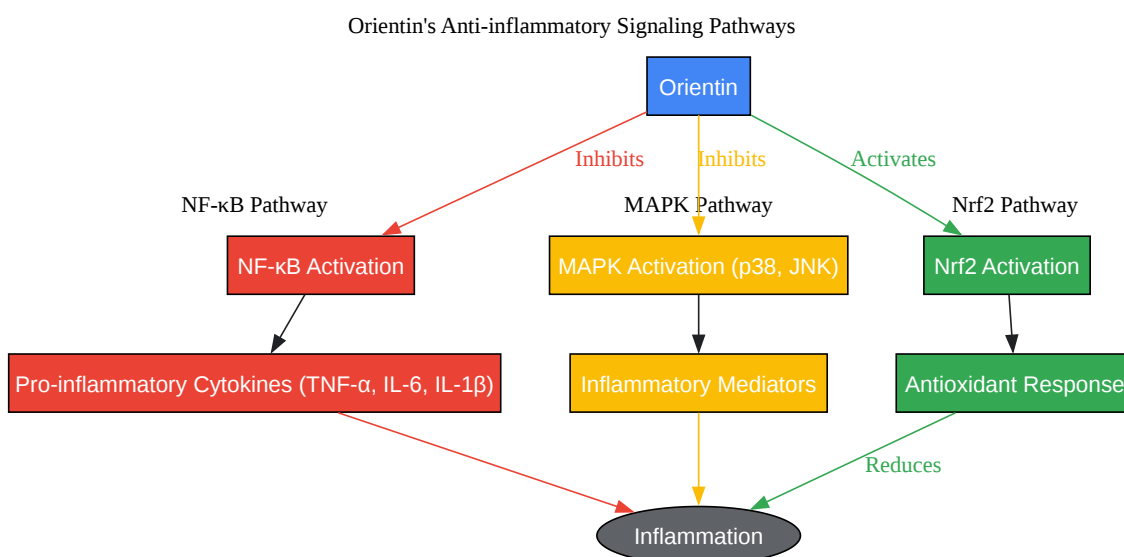 Orientin's Anti-inflammatory Signaling Pathways
Orientin
Inhibits
Inhibits
Activates
NF-κB Pathway
MAPK Pathway
Nrf2 Pathway
NF-κB Activation
MAPK Activation (p38, JNK)
Nrf2 Activation
Pro-inflammatory Cytokines (TNF-α, IL-6, IL-1β)
Inflammatory Mediators
Antioxidant Response
Reduces
Inflammation